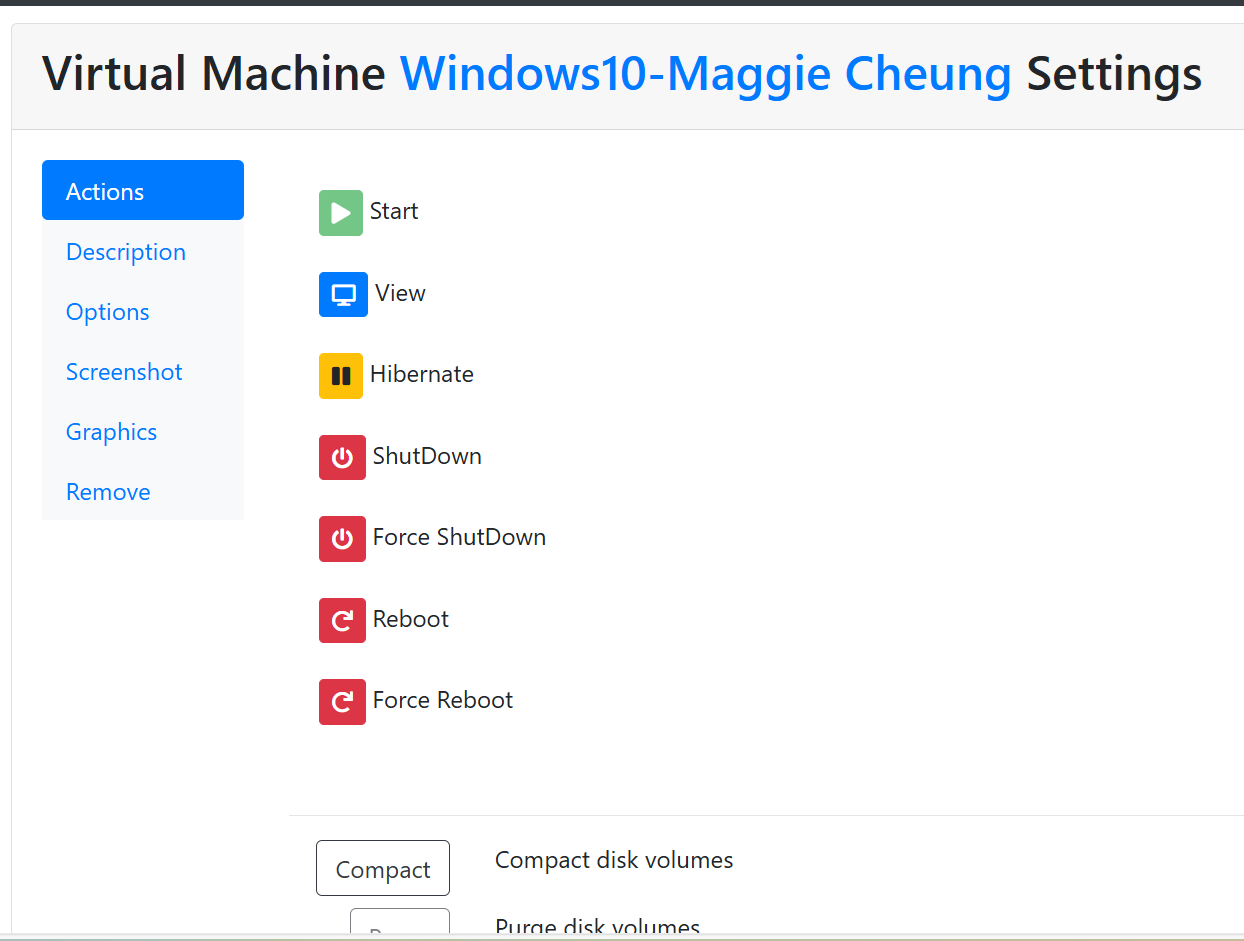 Virtual Machine Windows10-Maggie Cheung Settings
Actions
Description
Options
Screenshot
Graphics
Remove
Start
View
Hibernate
ShutDown
Force ShutDown
Reboot
Force Reboot
Compact
Compact disk volumes
Purge disk volumes